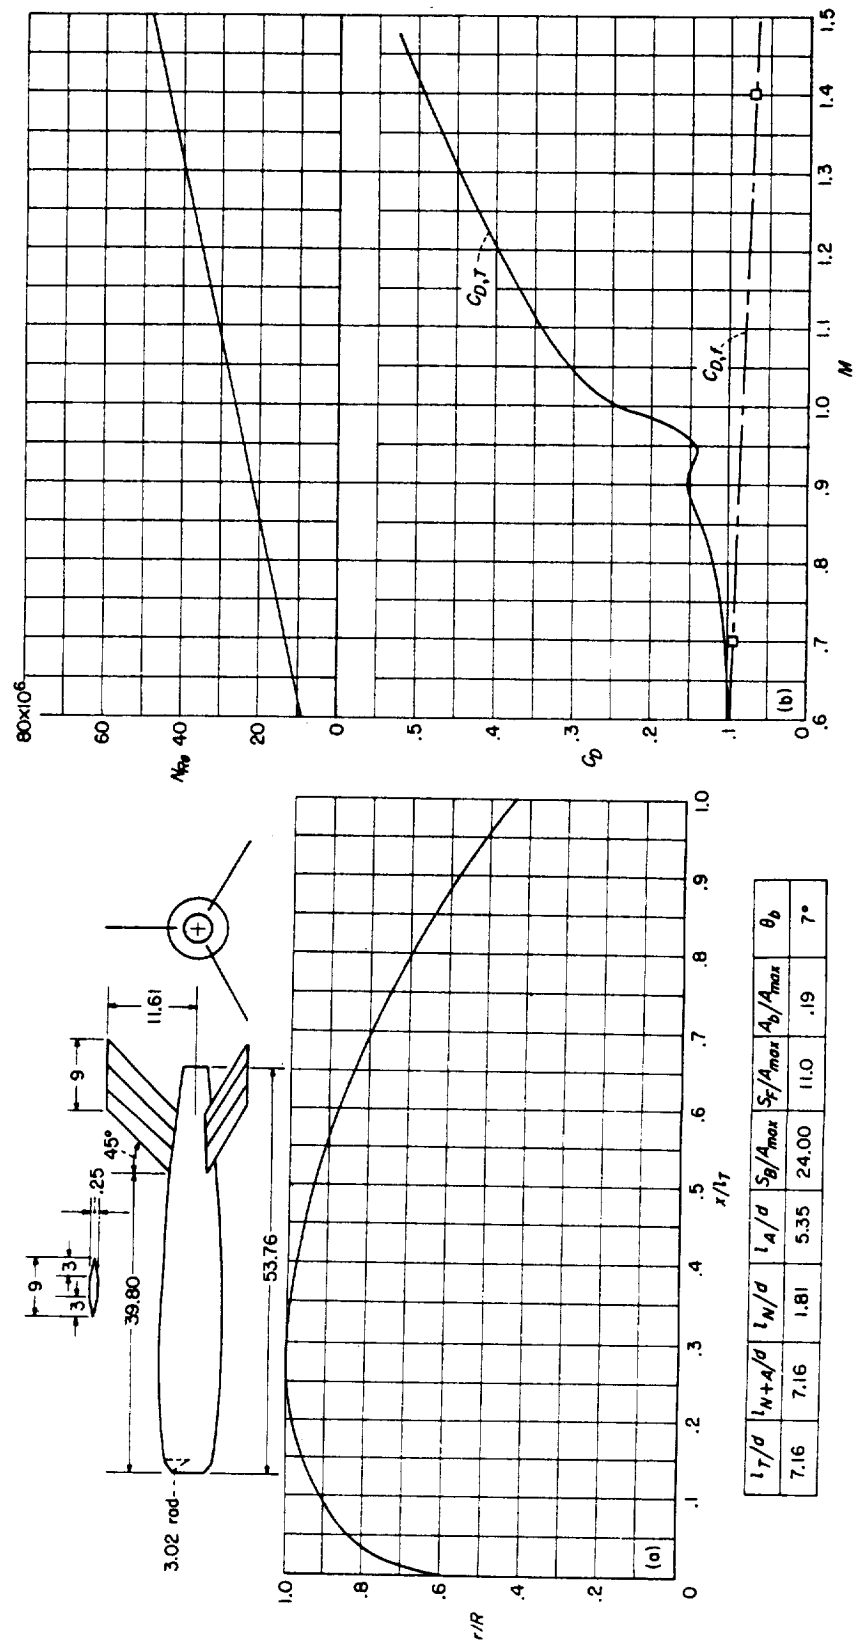 9
3
3
.25
39.80
45°
9
11.61
3.02 rad
53.76
1.0
.8
.6
.4
.2
0
r/R
(a)
.1
.2
.3
.4
.5
.6
.7
.8
.9
1.0
x/l_T
l_T/d l_N+A/d l_N/d l_A/d S_B/A_max S_F/A_max A_b/A_max θ_b
7.16 7.16 1.81 5.35 24.00 11.0 .19 7°
80×10⁶
60
N_Re 40
20
0
.5
.4
.3
C_D
.2
.1
0
C_D,T
C_D,f
(b)
.6 .7 .8 .9 1.0 1.1 1.2 1.3 1.4 1.5
M